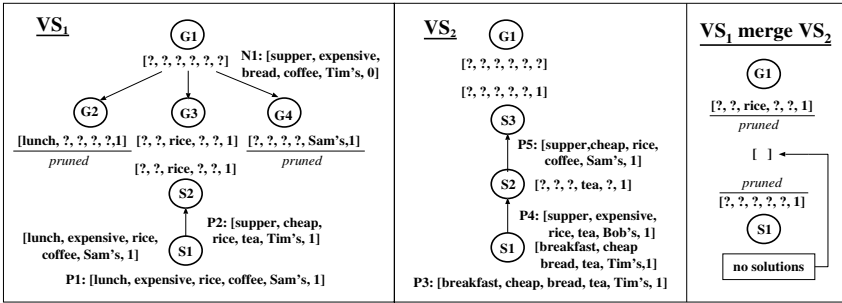 VS1
G1
[?, ?, ?, ?, ?, ?]
N1: [supper, expensive,
bread, coffee, Tim's, 0]
G2
G3
G4
[lunch, ?, ?, ?, ?,1]
[?, ?, rice, ?, ?, 1]
[?, ?, ?, ?, Sam's,1]
pruned
pruned
[?, ?, rice, ?, ?, 1]
S2
P2: [supper, cheap,
rice, tea, Tim's, 1]
[lunch, expensive, rice,
coffee, Sam's, 1]
S1
P1: [lunch, expensive, rice, coffee, Sam's, 1]
VS2
G1
[?, ?, ?, ?, ?, ?]
[?, ?, ?, ?, ?, 1]
S3
P5: [supper,cheap, rice,
coffee, Sam's, 1]
S2
[?, ?, ?, tea, ?, 1]
P4: [supper, expensive,
rice, tea, Bob's, 1]
S1
[breakfast, cheap
bread, tea, Tim's,1]
P3: [breakfast, cheap, bread, tea, Tim's, 1]
VS1 merge VS2
G1
[?, ?, rice, ?, ?, 1]
pruned
[ ]
pruned
[?, ?, ?, ?, ?, 1]
S1
no solutions